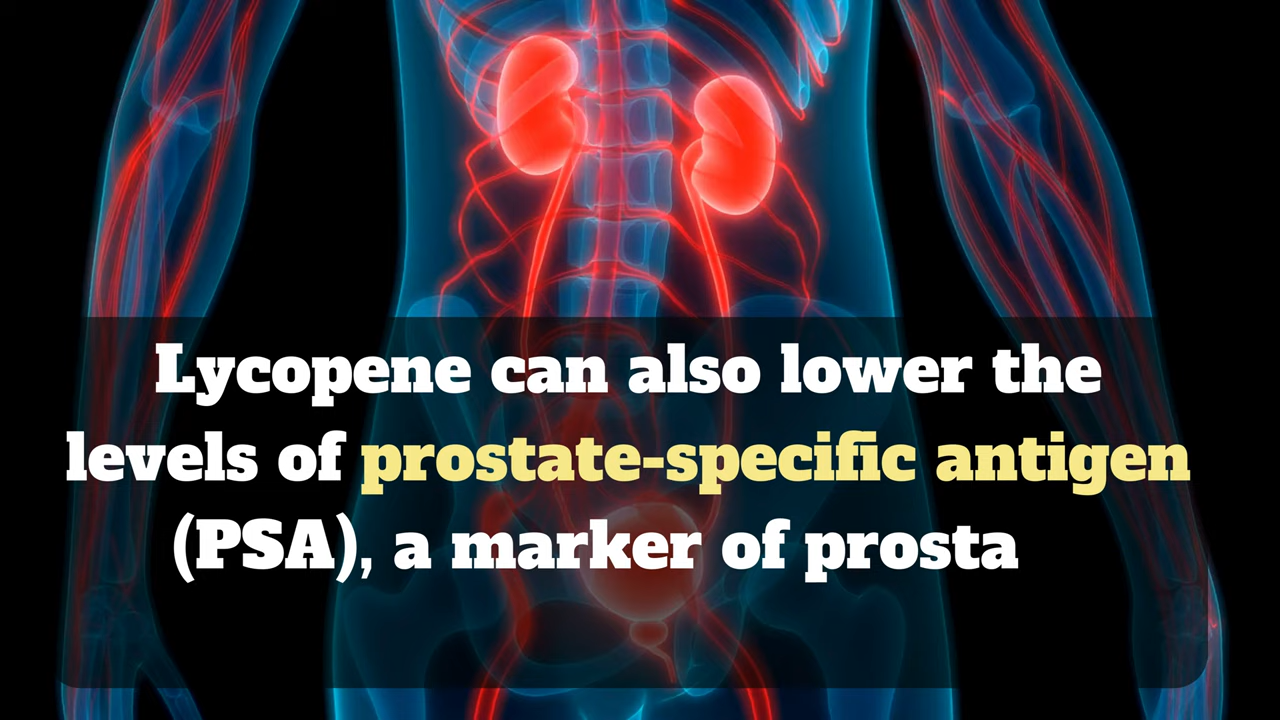 Lycopene can also lower the
levels of prostate-specific antigen
(PSA), a marker of prosta